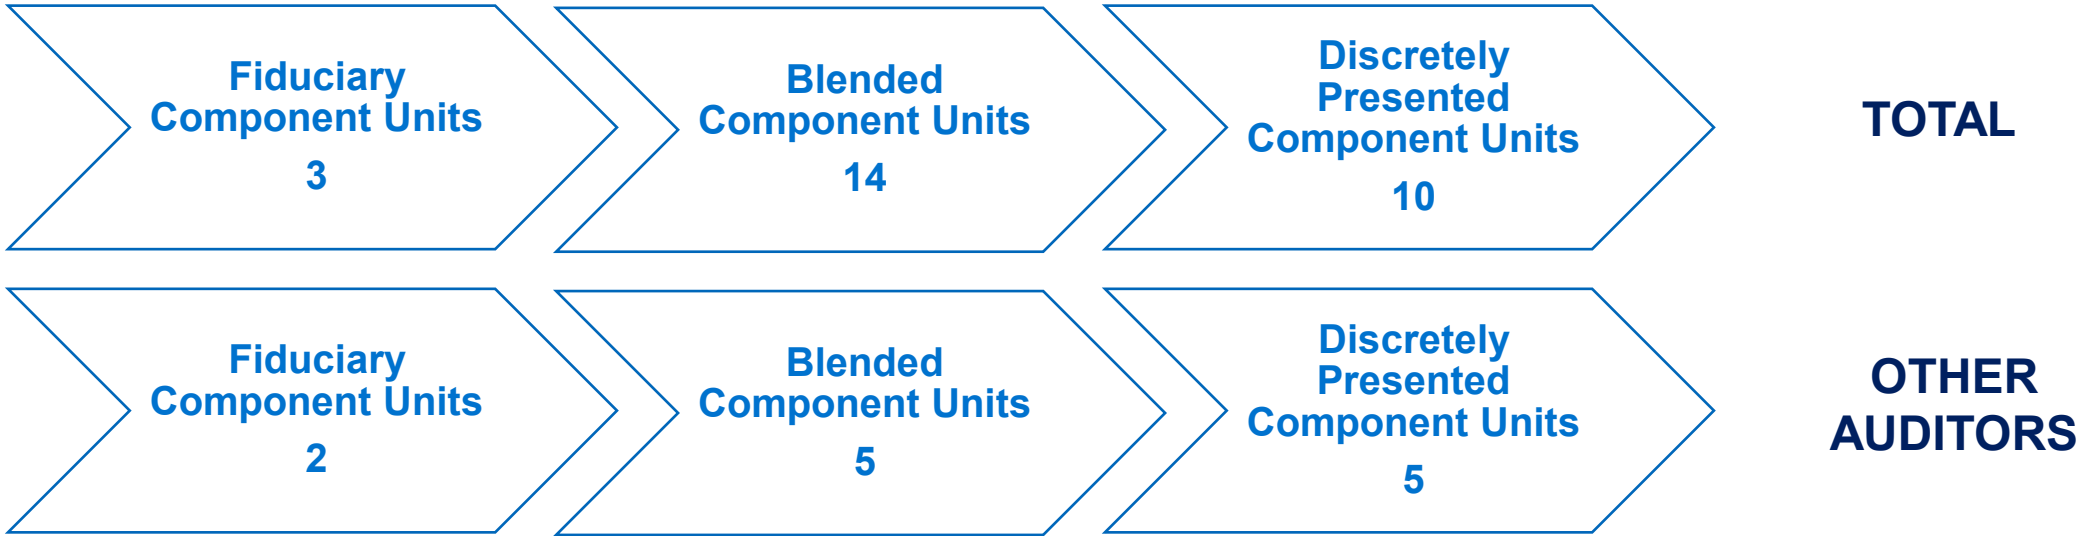 Fiduciary
Component Units
3
Blended
Component Units
14
Discretely
Presented
Component Units
10
TOTAL
Fiduciary
Component Units
2
Blended
Component Units
5
Discretely
Presented
Component Units
5
OTHER
AUDITORS